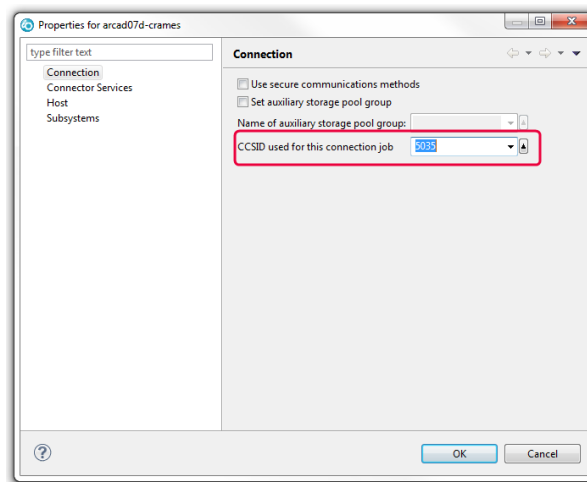 Properties for arcad07d-crames
type filter text
Connection
Connector Services
Host
Subsystems
Connection
Use secure communications methods
Set auxiliary storage pool group
Name of auxiliary storage pool group:
CCSID used for this connection job 5035
OK
Cancel